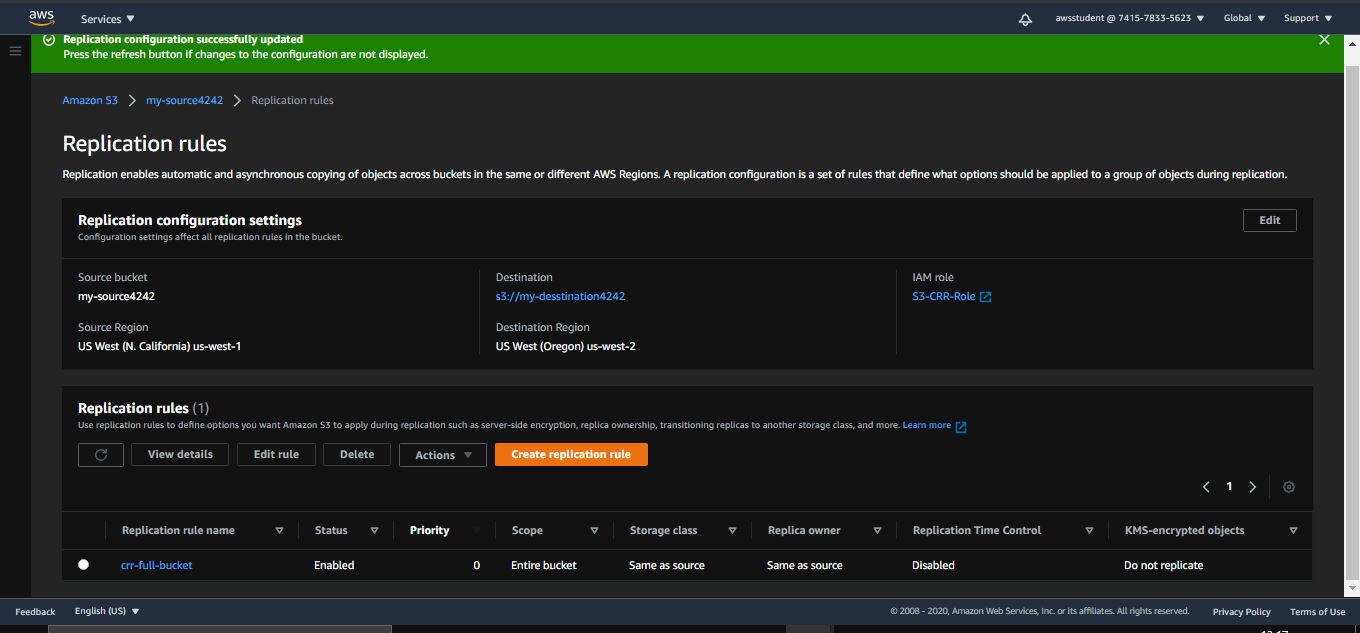 aws Services awsstudent @ 7415-7833-5623 Global Support
Replication configuration successfully updated
Press the refresh button if changes to the configuration are not displayed.
Amazon S3 my-source4242 Replication rules
Replication rules
Replication enables automatic and asynchronous copying of objects across buckets in the same or different AWS Regions. A replication configuration is a set of rules that define what options should be applied to a group of objects during replication.
Replication configuration settings Edit
Configuration settings affect all replication rules in the bucket.
Source bucket Destination IAM role
my-source4242 s3://my-desstination4242 S3-CRR-Role
Source Region Destination Region
US West (N. California) us-west-1 US West (Oregon) us-west-2
Replication rules (1)
Use replication rules to define options you want Amazon S3 to apply during replication such as server-side encryption, replica ownership, transitioning replicas to another storage class, and more. Learn more
View details Edit rule Delete Actions Create replication rule
1
Replication rule name Status Priority Scope Storage class Replica owner Replication Time Control KMS-encrypted objects
crr-full-bucket Enabled 0 Entire bucket Same as source Same as source Disabled Do not replicate
Feedback English (US) © 2008 - 2020, Amazon Web Services, Inc. or its affiliates. All rights reserved. Privacy Policy Terms of Use